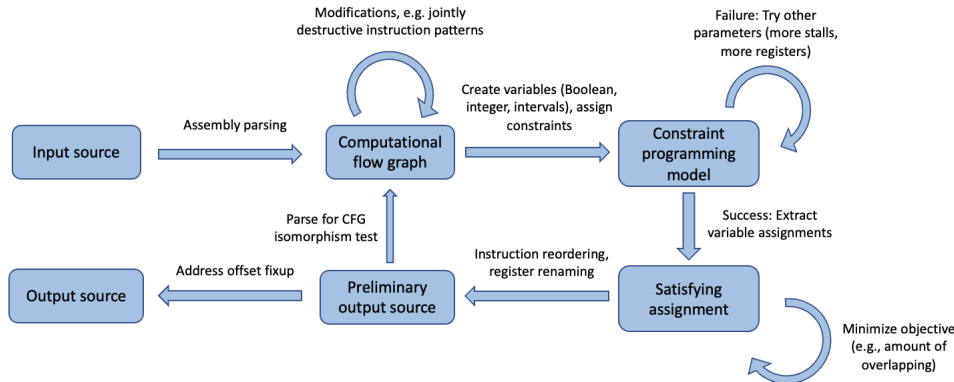 Modifications, e.g. jointly
destructive instruction patterns
Failure: Try other
parameters (more stalls,
more registers)
Create variables (Boolean,
integer, intervals), assign
constraints
Assembly parsing
Input source
Computational
flow graph
Constraint
programming
model
Parse for CFG
isomorphism test
Success: Extract
variable assignments
Instruction reordering,
register renaming,
Address offset fixup
Output source
Preliminary
output source
Satisfying
assignment
Minimize objective
(e.g., amount of
overlapping)